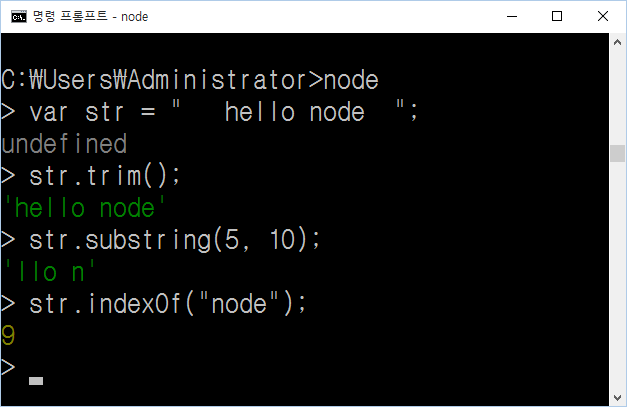 명령 프롬프트 - node
C:₩Users₩Administrator>node
> var str = "   hello node  ";
undefined
> str.trim();
'hello node'
> str.substring(5, 10);
'llo n'
> str.indexOf("node");
9
>